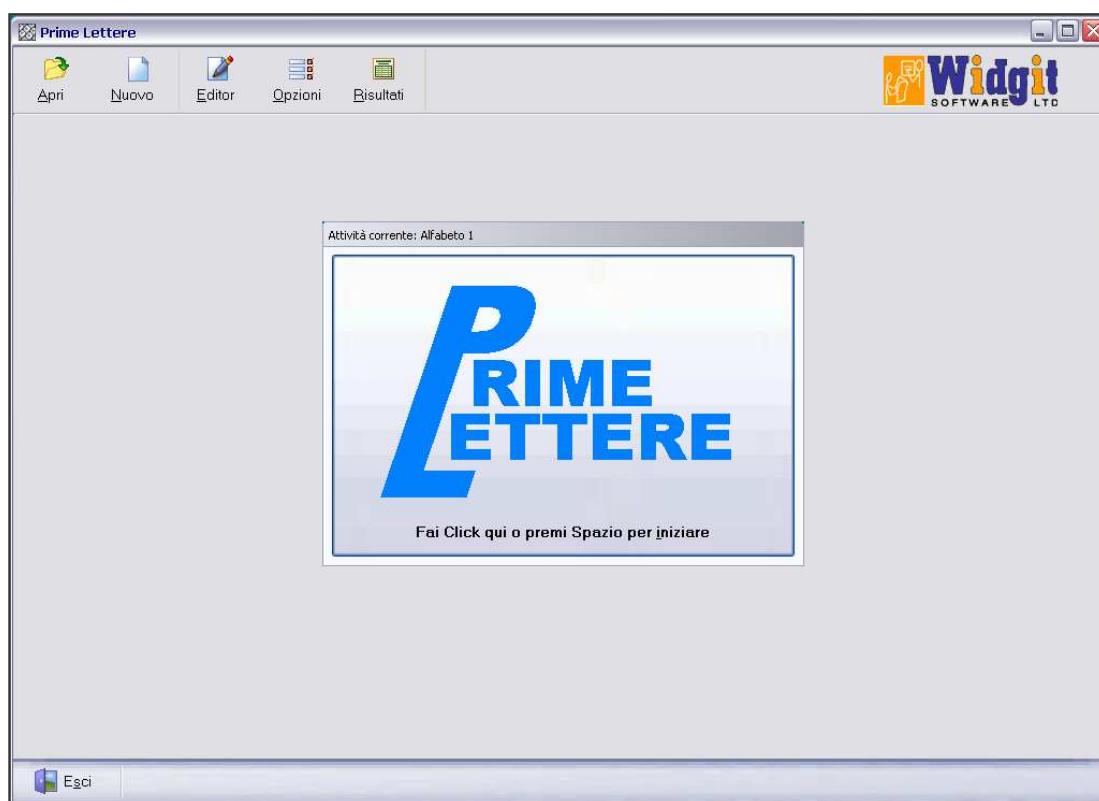 Prime Lettere
Apri Nuovo Editor Opzioni Risultati
Widgit
SOFTWARE LTD
Attività corrente: Alfabeto 1
PRIME
LETTERE
Fai Click qui o premi Spazio per iniziare
Esci